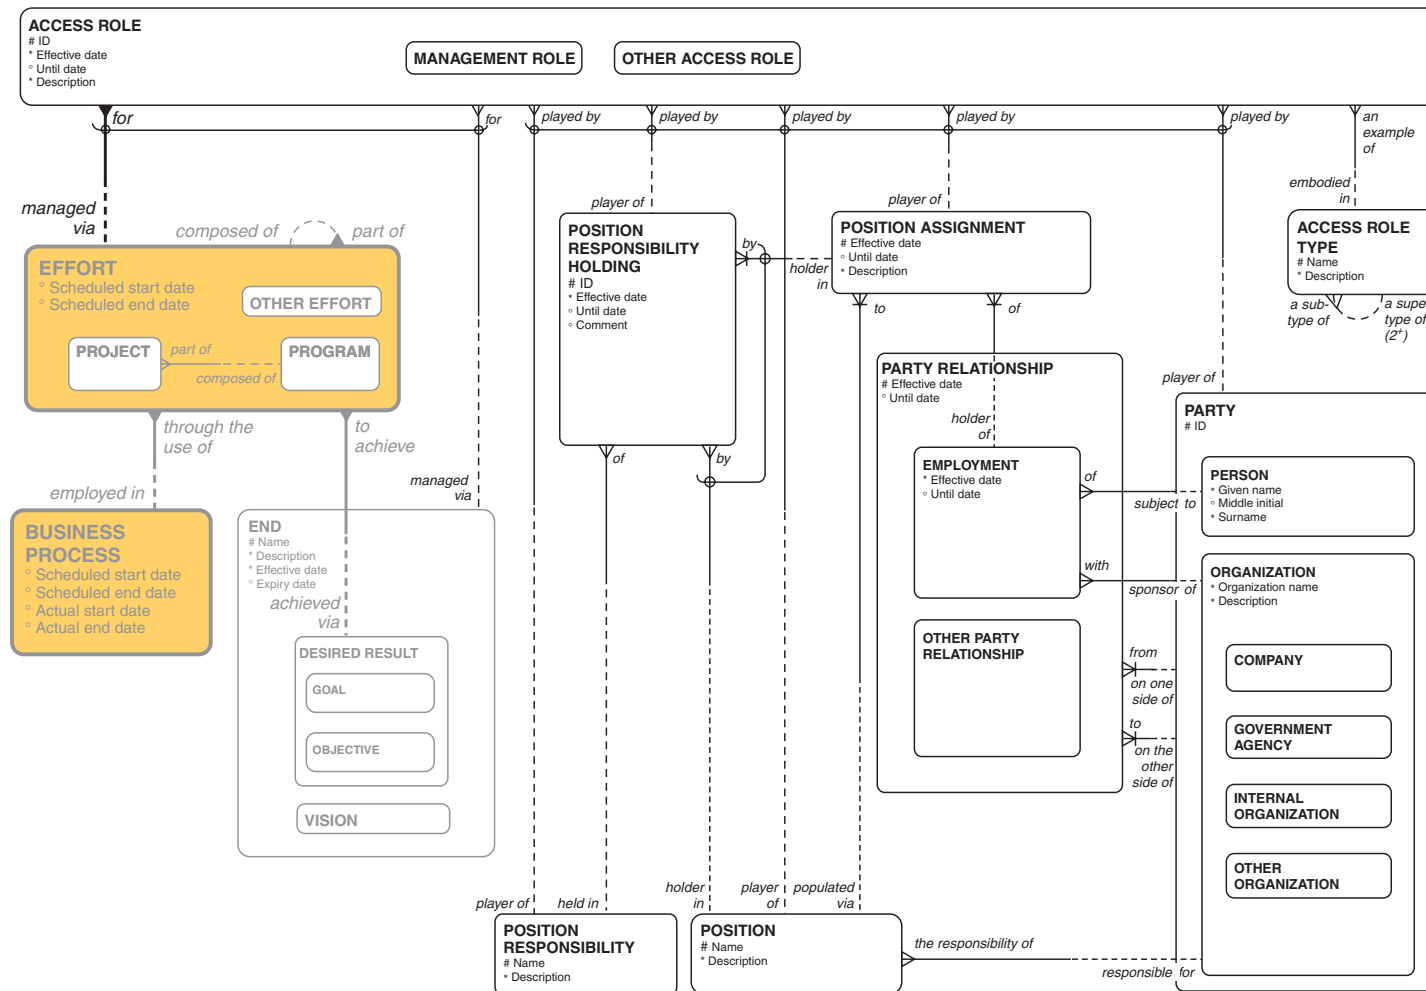 ACCESS ROLE
# ID
* Effective date
° Until date
* Description
MANAGEMENT ROLE
OTHER ACCESS ROLE
for
for
played by
played by
played by
played by
played by
an
example
of
managed
via
composed of
part of
player of
player of
embodied
in
EFFORT
° Scheduled start date
° Scheduled end date
OTHER EFFORT
PROJECT
part of
composed of
PROGRAM
POSITION
RESPONSIBILITY
HOLDING
# ID
* Effective date
° Until date
° Comment
by
holder
in
POSITION ASSIGNMENT
# Effective date
° Until date
* Description
to
of
ACCESS ROLE
TYPE
# Name
* Description
a sub-
type of
a supe
type of
(2⁺)
through the
use of
to
achieve
employed in
managed
via
of
by
PARTY RELATIONSHIP
# Effective date
° Until date
holder
of
player of
PARTY
# ID
EMPLOYMENT
* Effective date
° Until date
of
subject to
PERSON
* Given name
° Middle initial
* Surname
BUSINESS
PROCESS
° Scheduled start date
° Scheduled end date
° Actual start date
° Actual end date
END
# Name
* Description
* Effective date
° Expiry date
achieved
via
DESIRED RESULT
GOAL
OBJECTIVE
VISION
with
sponsor of
ORGANIZATION
* Organization name
* Description
OTHER PARTY
RELATIONSHIP
from
on one
side of
to
on the
other
side of
COMPANY
GOVERNMENT
AGENCY
INTERNAL
ORGANIZATION
OTHER
ORGANIZATION
player of
held in
holder
in
player
of
populated
via
POSITION
RESPONSIBILITY
# Name
* Description
POSITION
# Name
* Description
the responsibility of
responsible for